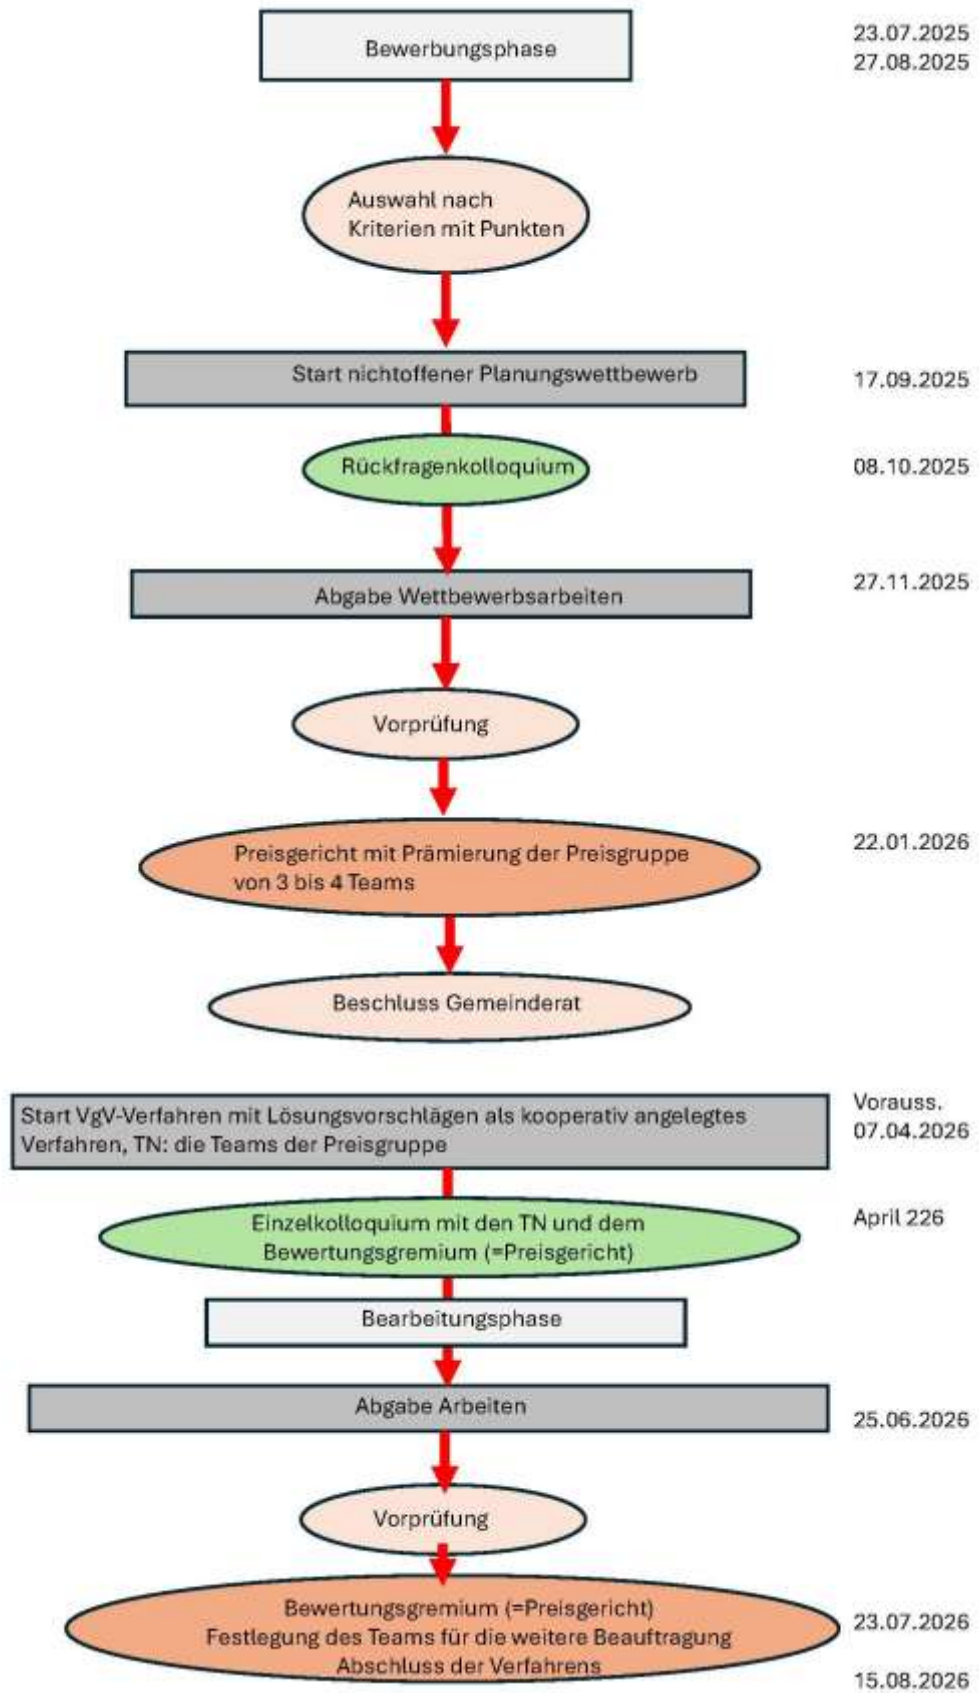 Bewerbungsphase
23.07.2025
27.08.2025
Auswahl nach
Kriterien mit Punkten
Start nichtoffener Planungswettbewerb
17.09.2025
Rückfragenkolloquium
08.10.2025
Abgabe Wettbewerbsarbeiten
27.11.2025
Vorprüfung
Preisgericht mit Prämierung der Preisgruppe
von 3 bis 4 Teams
22.01.2026
Beschluss Gemeinderat
Start VgV-Verfahren mit Lösungsvorschlägen als kooperativ angelegtes
Verfahren, TN: die Teams der Preisgruppe
Vorauss.
07.04.2026
Einzelkolloquium mit den TN und dem
Bewertungsgremium (=Preisgericht)
April 226
Bearbeitungsphase
Abgabe Arbeiten
25.06.2026
Vorprüfung
Bewertungsgremium (=Preisgericht)
Festlegung des Teams für die weitere Beauftragung
Abschluss der Verfahrens
23.07.2026
15.08.2026